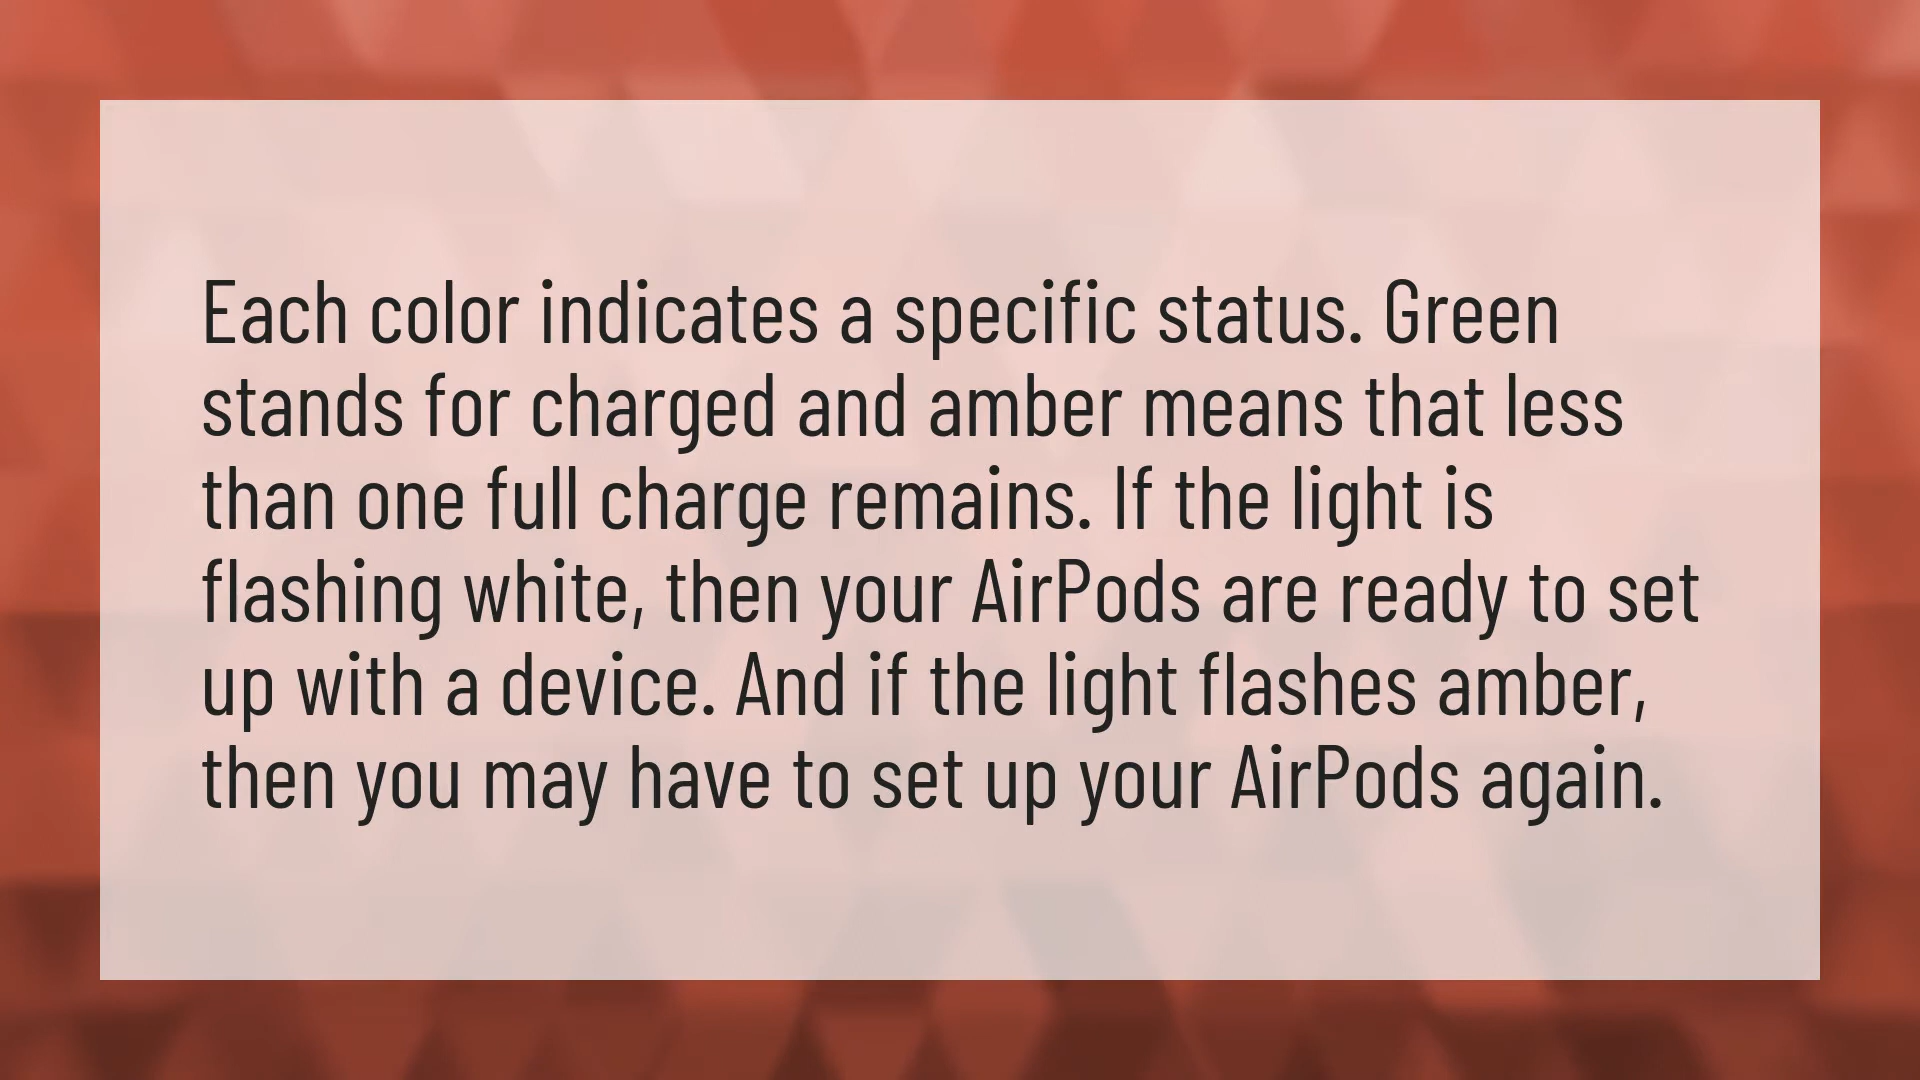 Each color indicates a specific status. Green
stands for charged and amber means that less
than one full charge remains. If the light is
flashing white, then your AirPods are ready to set
up with a device. And if the light flashes amber,
then you may have to set up your AirPods again.